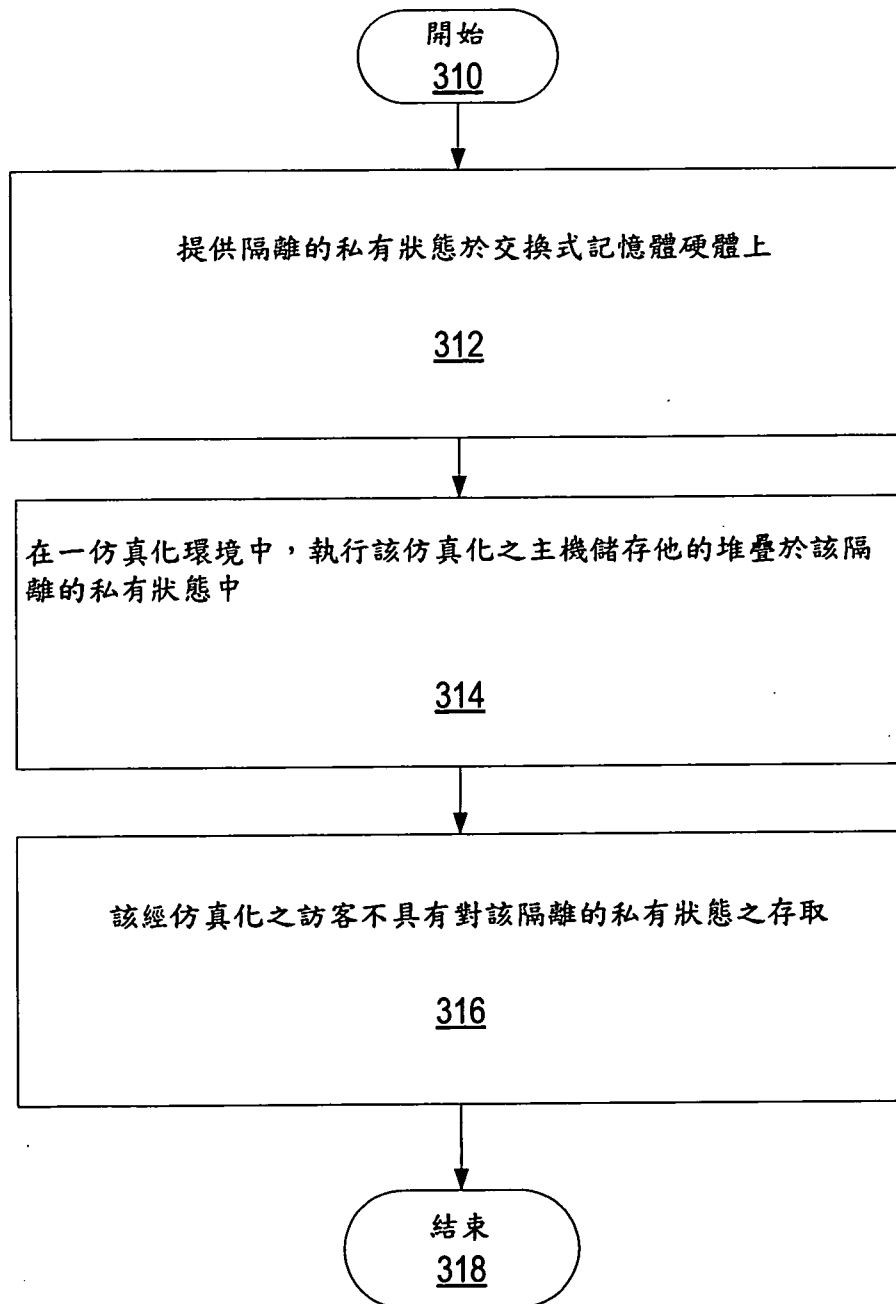 開始
310
提供隔離的私有狀態於交換式記憶體硬體上
312
在一仿真化環境中，執行該仿真化之主機儲存他的堆疊於該隔
離的私有狀態中
314
該經仿真化之訪客不具有對該隔離的私有狀態之存取
316
結束
318